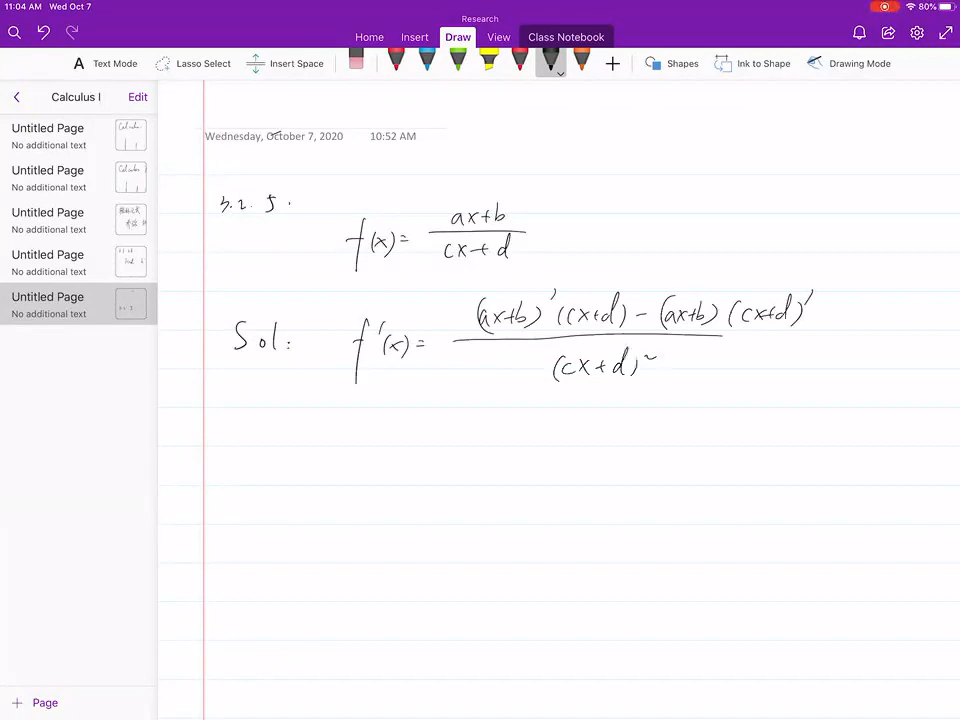 11:04 AM Wed Oct 7
80%
Research
Home Insert Draw View Class Notebook
Text Mode Lasso Select Insert Space Shapes Ink to Shape Drawing Mode
Calculus I Edit
Untitled Page
No additional text
Untitled Page
No additional text
Untitled Page
No additional text
Untitled Page
No additional text
Untitled Page
No additional text
Page
Wednesday, October 7, 2020 10:52 AM
3.2.5.
f(x) = (ax+b)/(cx+d)
Sol: f'(x) = ((ax+b)'(cx+d) - (ax+b)(cx+d)')/(cx+d)²